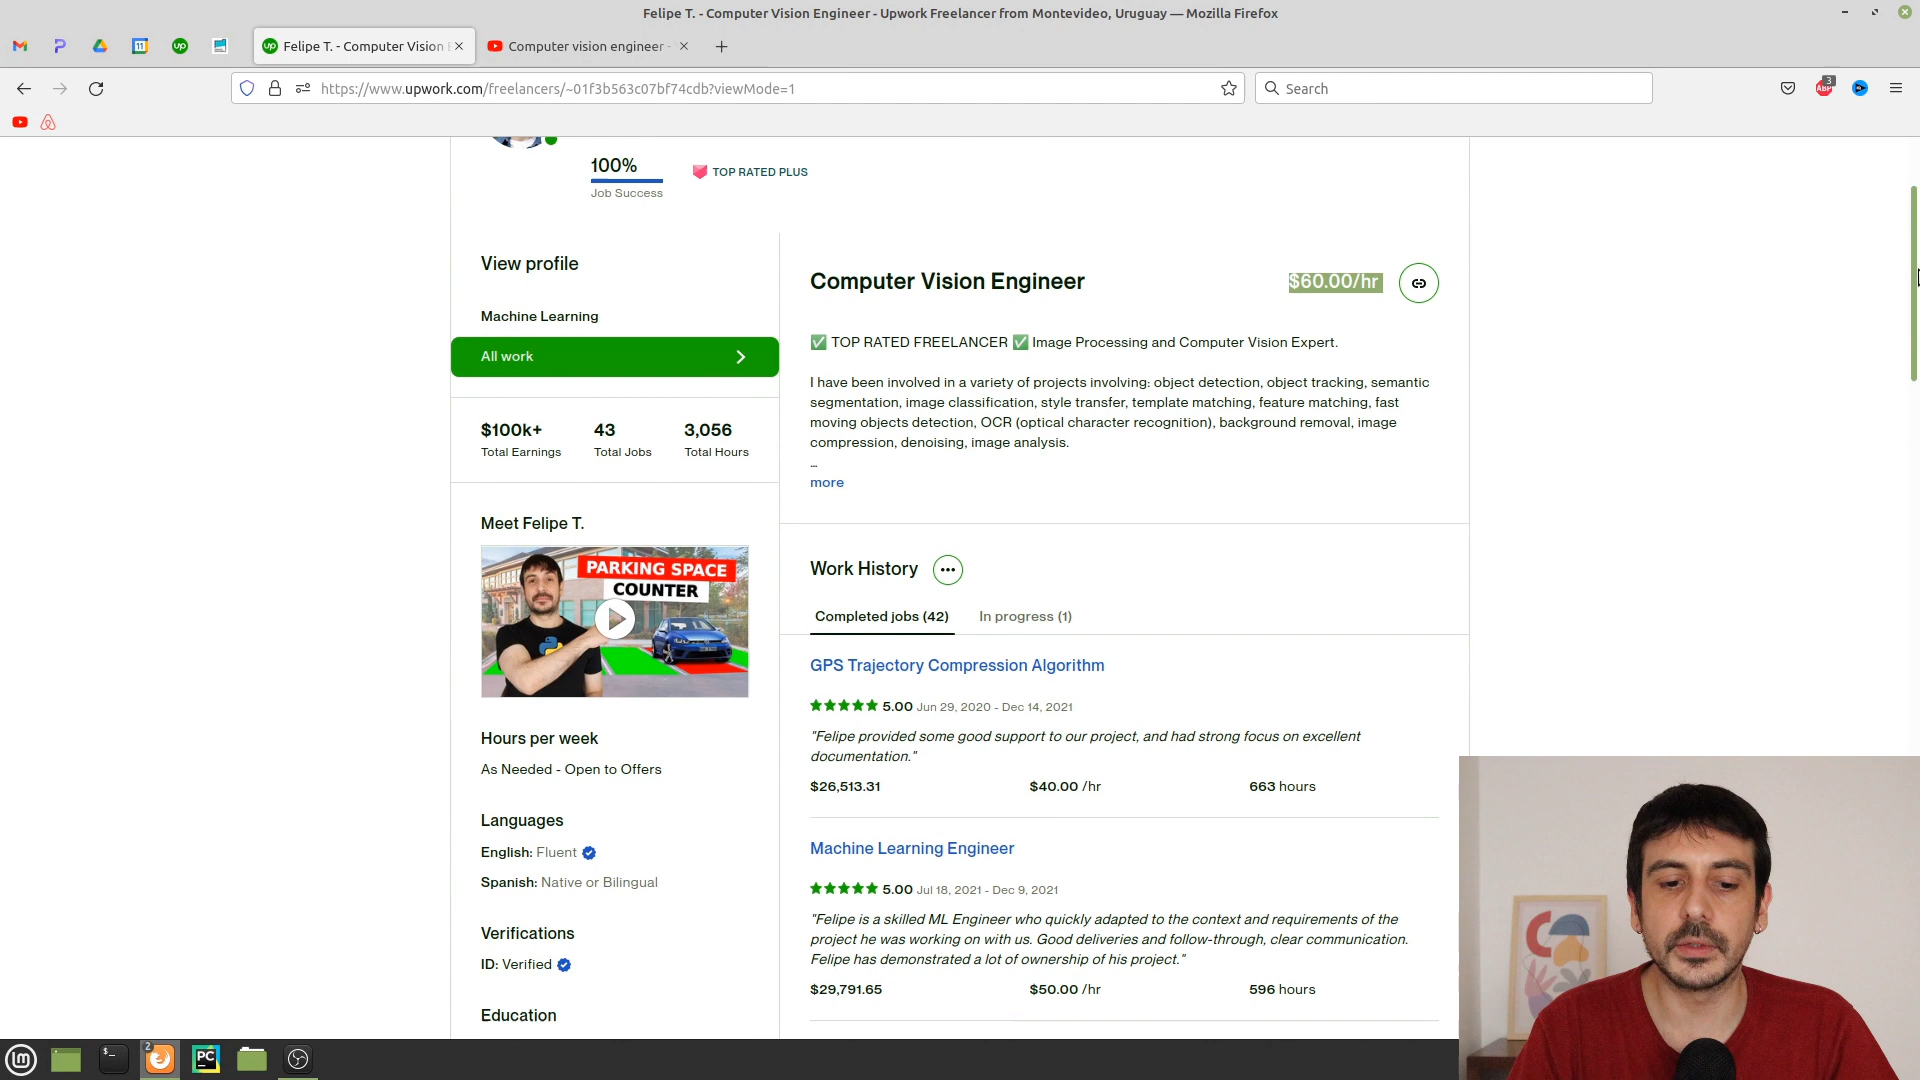 Felipe T. - Computer Vision Engineer - Upwork Freelancer from Montevideo, Uruguay — Mozilla Firefox
Felipe T. - Computer Vision E
Computer vision engineer -
https://www.upwork.com/freelancers/~01f3b563c07bf74cdb?viewMode=1
Search
3
ABP
100%
Job Success
TOP RATED PLUS
View profile
Machine Learning
All work
$100k+
Total Earnings
43
Total Jobs
3,056
Total Hours
Meet Felipe T.
PARKING SPACE
COUNTER
Hours per week
As Needed - Open to Offers
Languages
English: Fluent
Spanish: Native or Bilingual
Verifications
ID: Verified
Education
Computer Vision Engineer
$60.00/hr
✅ TOP RATED FREELANCER ✅ Image Processing and Computer Vision Expert.
I have been involved in a variety of projects involving: object detection, object tracking, semantic
segmentation, image classification, style transfer, template matching, feature matching, fast
moving objects detection, OCR (optical character recognition), background removal, image
compression, denoising, image analysis.
...
more
Work History
Completed jobs (42)
In progress (1)
GPS Trajectory Compression Algorithm
5.00 Jun 29, 2020 - Dec 14, 2021
"Felipe provided some good support to our project, and had strong focus on excellent
documentation."
$26,513.31
$40.00 /hr
663 hours
Machine Learning Engineer
5.00 Jul 18, 2021 - Dec 9, 2021
"Felipe is a skilled ML Engineer who quickly adapted to the context and requirements of the
project he was working on with us. Good deliveries and follow-through, clear communication.
Felipe has demonstrated a lot of ownership of his project."
$29,791.65
$50.00 /hr
596 hours
2
PC